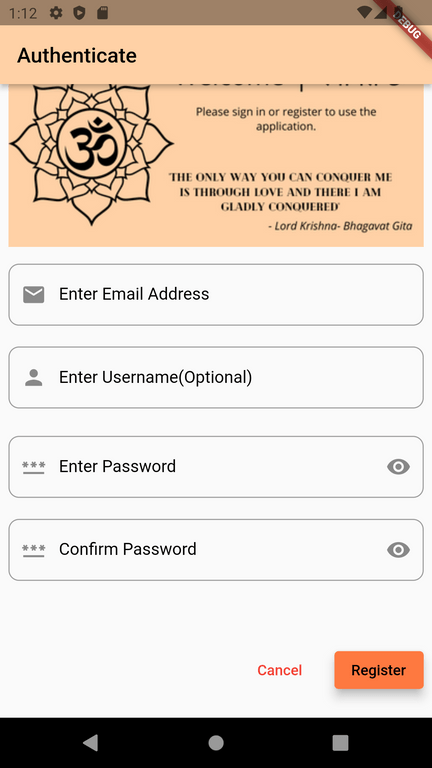 1:12
DEBUG
Authenticate
Please sign in or register to use the
application.
ॐ
THE ONLY WAY YOU CAN CONQUER ME
IS THROUGH LOVE AND THERE I AM
GLADLY CONQUERED'
- Lord Krishna- Bhagavat Gita
Enter Email Address
Enter Username(Optional)
*** Enter Password
*** Confirm Password
Cancel
Register